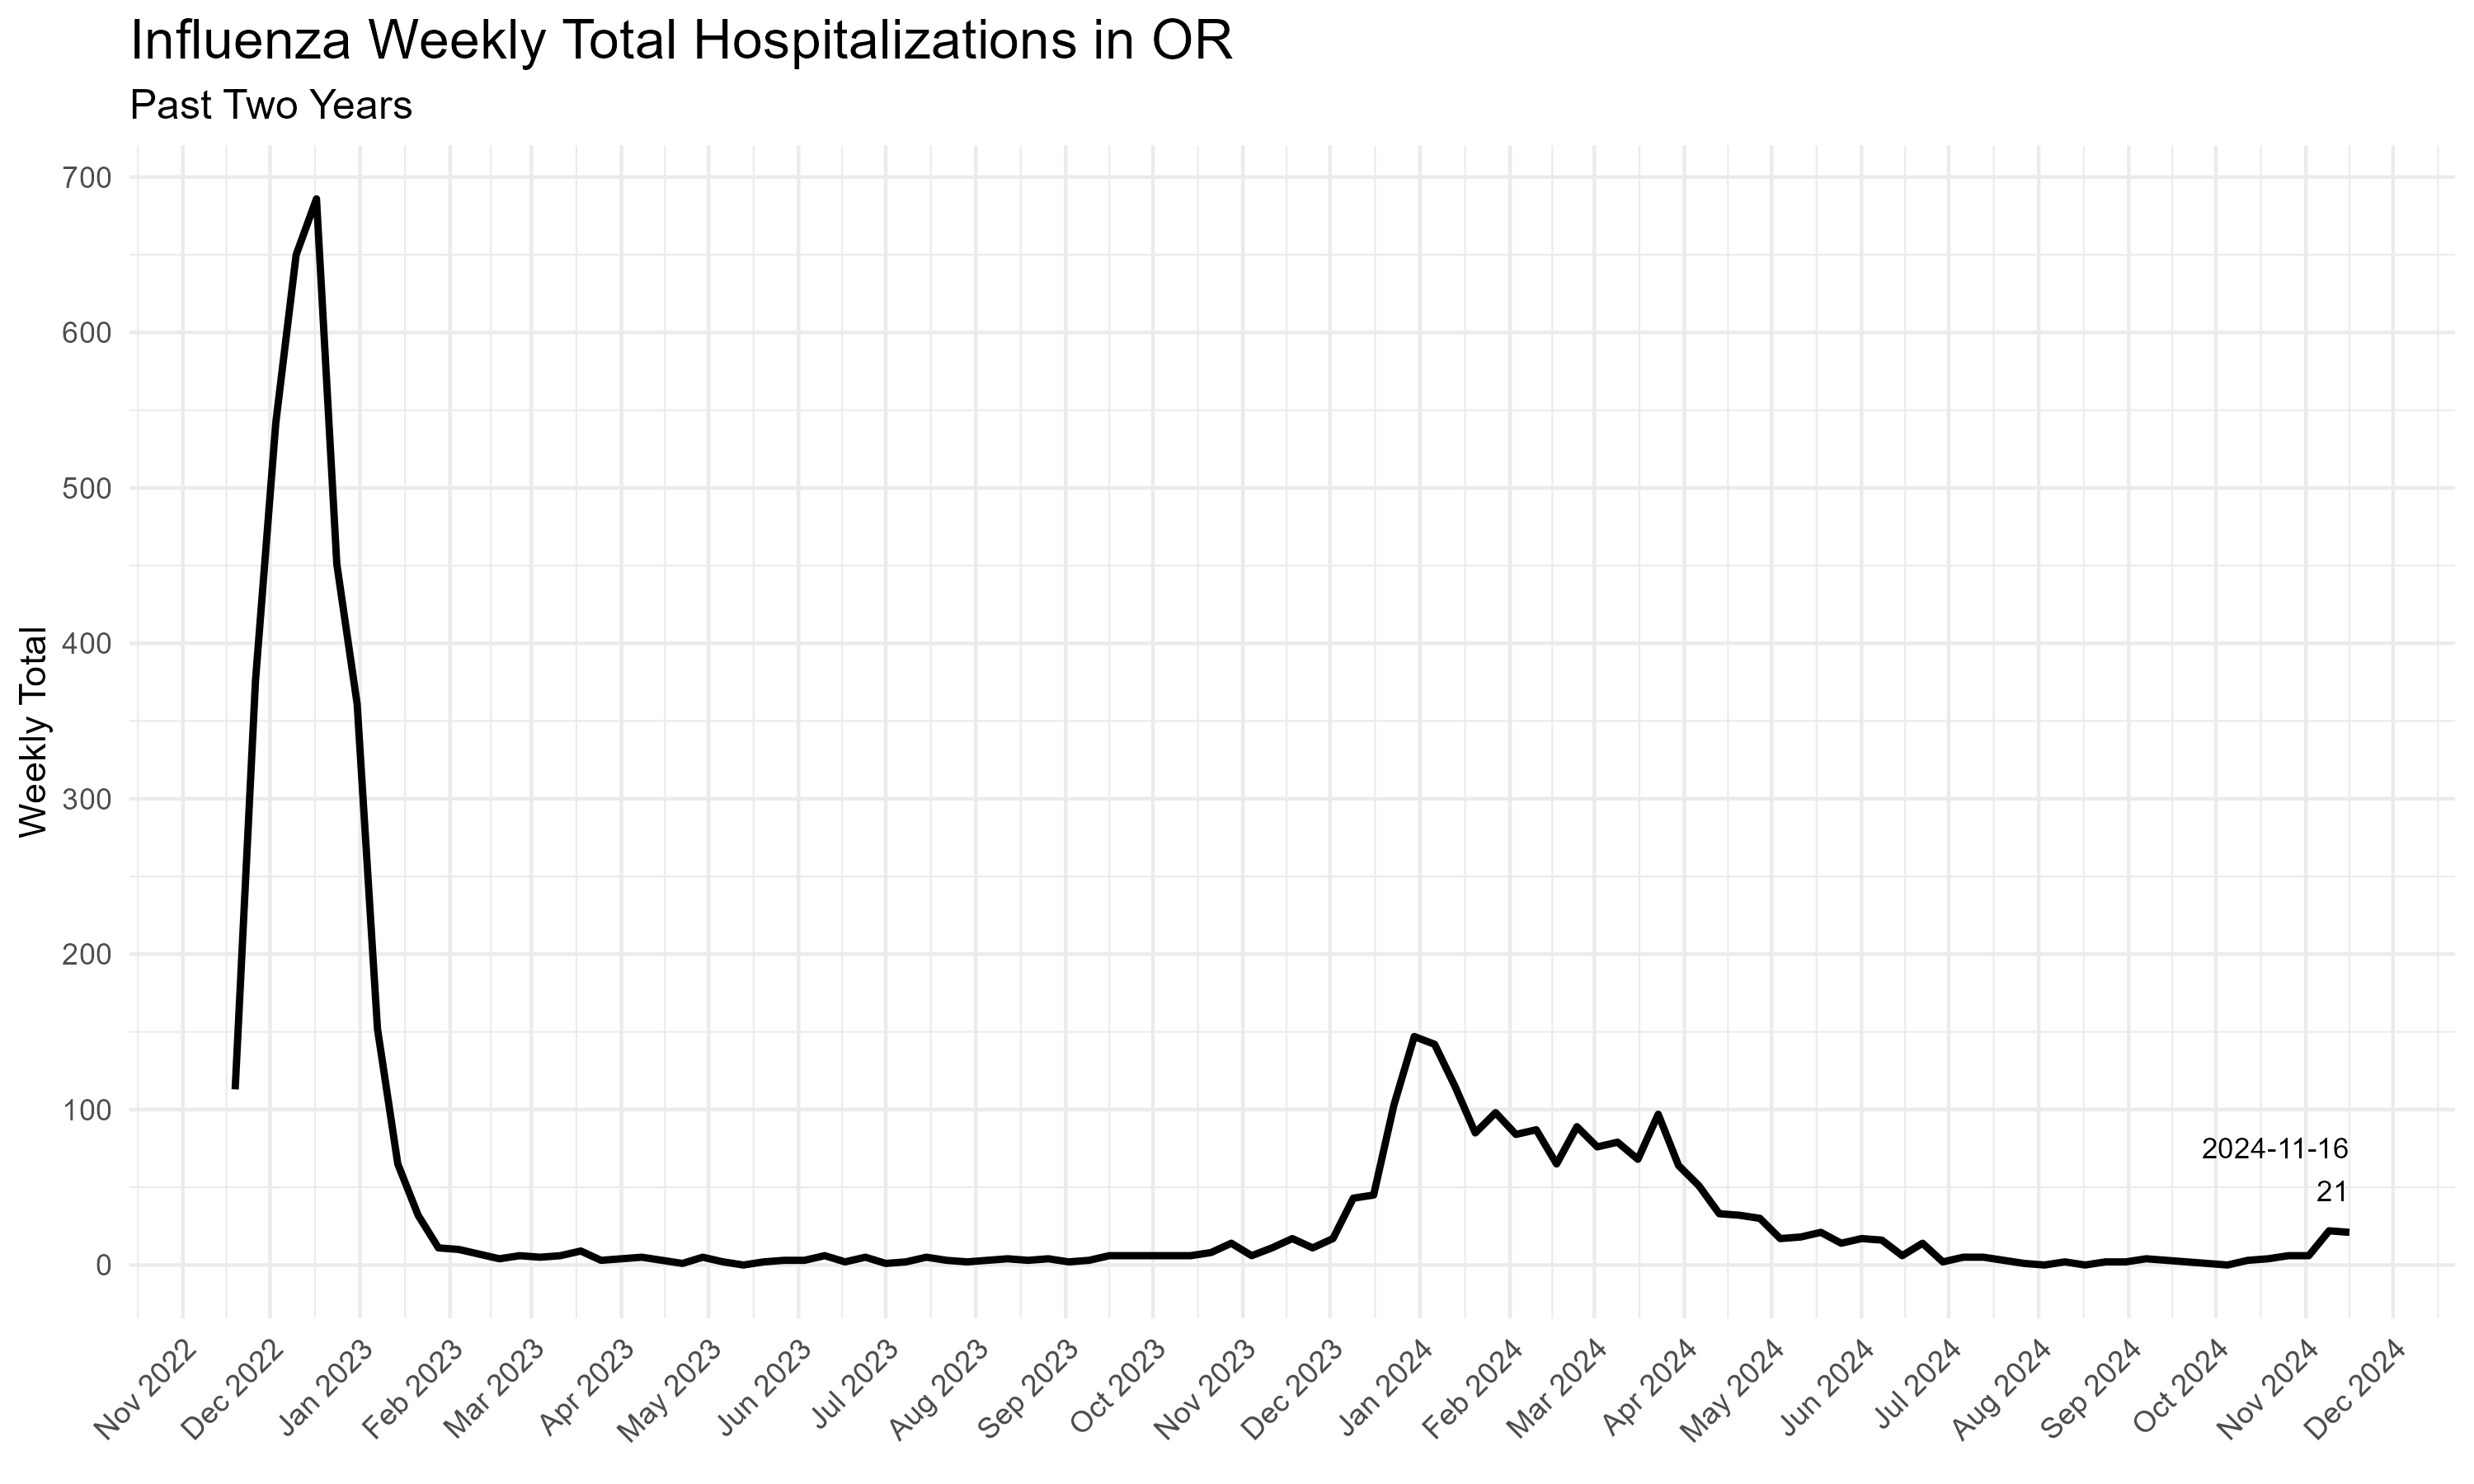 Influenza Weekly Total Hospitalizations in OR
Past Two Years
Weekly Total
700
600
500
400
300
200
100
0
2024-11-16
21
Nov 2022
Dec 2022
Jan 2023
Feb 2023
Mar 2023
Apr 2023
May 2023
Jun 2023
Jul 2023
Aug 2023
Sep 2023
Oct 2023
Nov 2023
Dec 2023
Jan 2024
Feb 2024
Mar 2024
Apr 2024
May 2024
Jun 2024
Jul 2024
Aug 2024
Sep 2024
Oct 2024
Nov 2024
Dec 2024